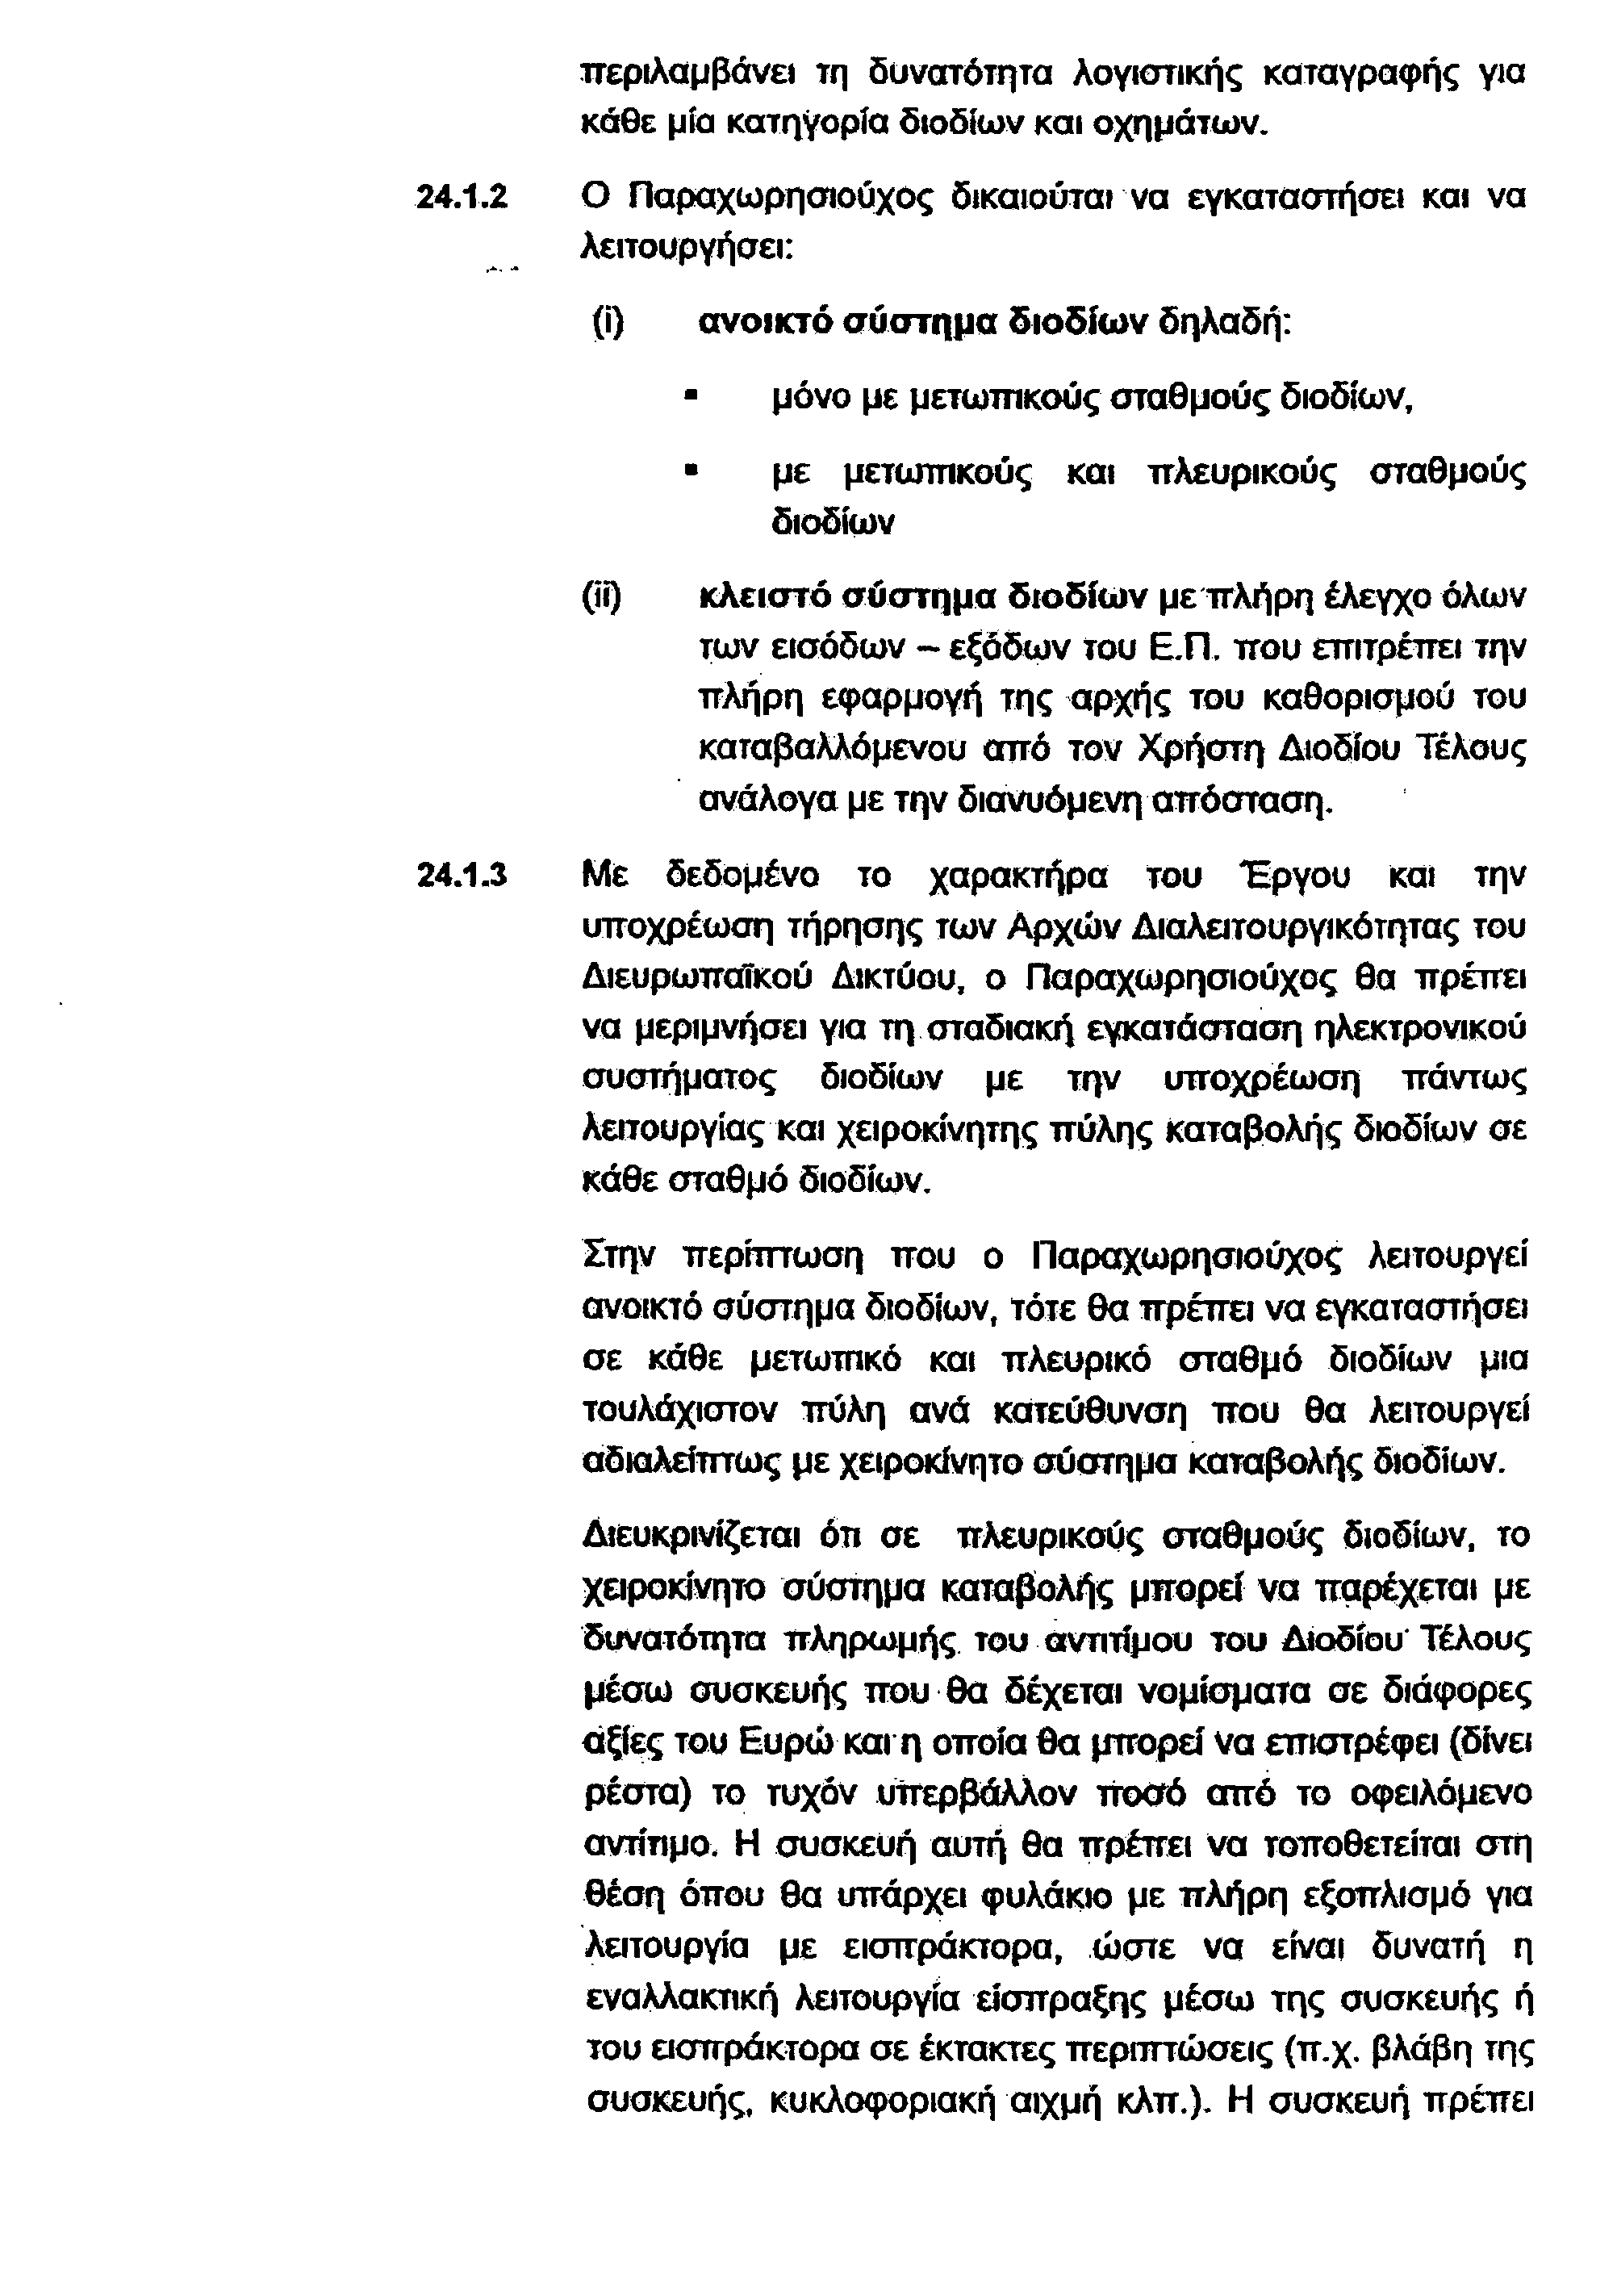 περιλαμβάνει τη δυνατότητα λογιστικής καταγραφής για
κάθε μία κατηγορία διοδίων και οχημάτων.
24.1.2 Ο Παραχωρησιούχος δικαιούται να εγκαταστήσει και να
λειτουργήσει:
(i) ανοικτό σύστημα διοδίων δηλαδή:
▪ μόνο με μετωπικούς σταθμούς διοδίων,
▪ με μετωπικούς και πλευρικούς σταθμούς
διοδίων
(ii) κλειστό σύστημα διοδίων με πλήρη έλεγχο όλων
των εισόδων – εξόδων του Ε.Π. που επιτρέπει την
πλήρη εφαρμογή της αρχής του καθορισμού του
καταβαλλόμενου από τον Χρήστη Διοδίου Τέλους
ανάλογα με την διανυόμενη απόσταση.
24.1.3 Με δεδομένο το χαρακτήρα του Έργου και την
υποχρέωση τήρησης των Αρχών Διαλειτουργικότητας του
Διευρωπαϊκού Δικτύου, ο Παραχωρησιούχος θα πρέπει
να μεριμνήσει για τη σταδιακή εγκατάσταση ηλεκτρονικού
συστήματος διοδίων με την υποχρέωση πάντως
λειτουργίας και χειροκίνητης πύλης καταβολής διοδίων σε
κάθε σταθμό διοδίων.
Στην περίπτωση που ο Παραχωρησιούχος λειτουργεί
ανοικτό σύστημα διοδίων, τότε θα πρέπει να εγκαταστήσει
σε κάθε μετωπικό και πλευρικό σταθμό διοδίων μια
τουλάχιστον πύλη ανά κατεύθυνση που θα λειτουργεί
αδιαλείπτως με χειροκίνητο σύστημα καταβολής διοδίων.
Διευκρινίζεται ότι σε πλευρικούς σταθμούς διοδίων, το
χειροκίνητο σύστημα καταβολής μπορεί να παρέχεται με
δυνατότητα πληρωμής του αντιτίμου του Διοδίου Τέλους
μέσω συσκευής που θα δέχεται νομίσματα σε διάφορες
αξίες του Ευρώ και η οποία θα μπορεί να επιστρέφει (δίνει
ρέστα) το τυχόν υπερβάλλον ποσό από το οφειλόμενο
αντίτιμο. Η συσκευή αυτή θα πρέπει να τοποθετείται στη
θέση όπου θα υπάρχει φυλάκιο με πλήρη εξοπλισμό για
λειτουργία με εισπράκτορα, ώστε να είναι δυνατή η
εναλλακτική λειτουργία είσπραξης μέσω της συσκευής ή
του εισπράκτορα σε έκτακτες περιπτώσεις (π.χ. βλάβη της
συσκευής, κυκλοφοριακή αιχμή κλπ.). Η συσκευή πρέπει